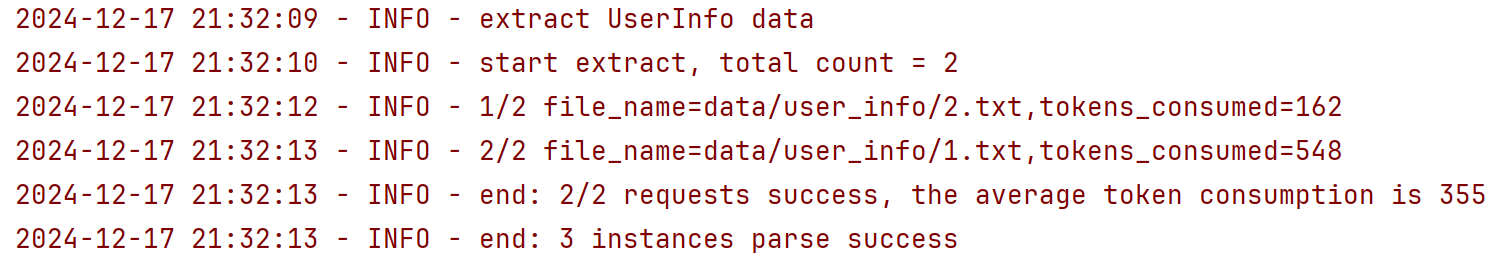 2024-12-17 21:32:09 - INFO - extract UserInfo data
2024-12-17 21:32:10 - INFO - start extract, total count = 2
2024-12-17 21:32:12 - INFO - 1/2 file_name=data/user_info/2.txt,tokens_consumed=162
2024-12-17 21:32:13 - INFO - 2/2 file_name=data/user_info/1.txt,tokens_consumed=548
2024-12-17 21:32:13 - INFO - end: 2/2 requests success, the average token consumption is 355
2024-12-17 21:32:13 - INFO - end: 3 instances parse success